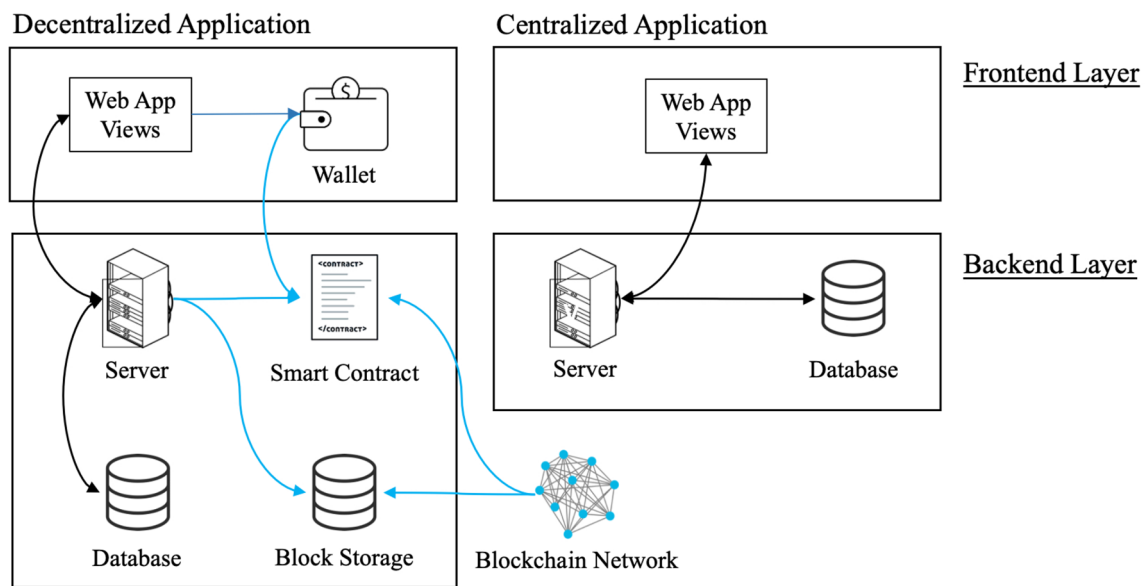 Decentralized Application
Centralized Application
Frontend Layer
Web App
Views
$
Wallet
Web App
Views
Backend Layer
<CONTRACT>
</CONTRACT>
Server
Smart Contract
Server
Database
Database
Block Storage
Blockchain Network